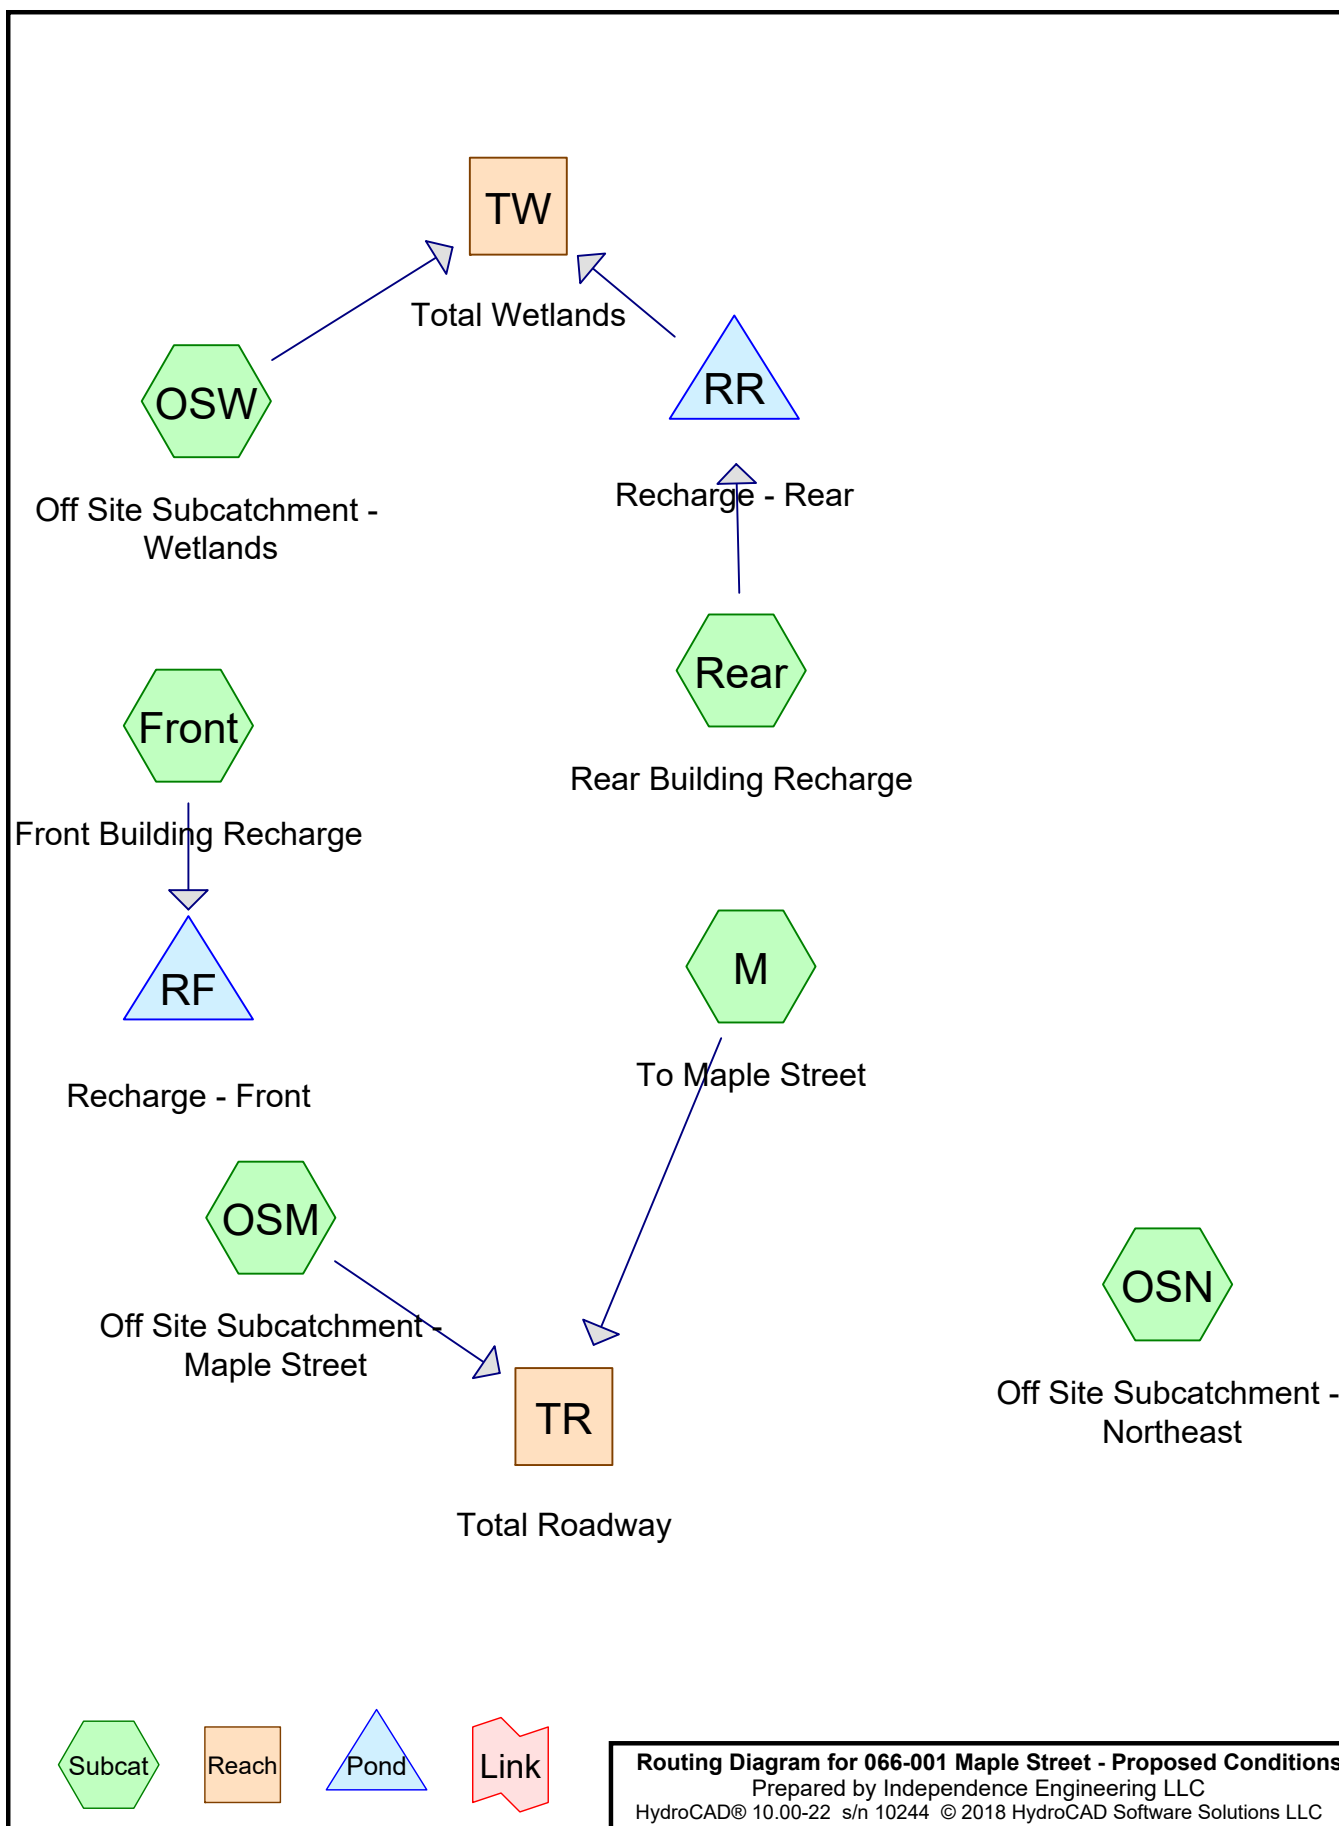 TW
Total Wetlands
OSW
Off Site Subcatchment -
Wetlands
RR
Recharge - Rear
Rear
Rear Building Recharge
Front
Front Building Recharge
RF
Recharge - Front
M
To Maple Street
OSM
Off Site Subcatchment -
Maple Street
TR
Total Roadway
OSN
Off Site Subcatchment -
Northeast
Subcat
Reach
Pond
Link
Routing Diagram for 066-001 Maple Street - Proposed Conditions
Prepared by Independence Engineering LLC
HydroCAD® 10.00-22 s/n 10244 © 2018 HydroCAD Software Solutions LLC